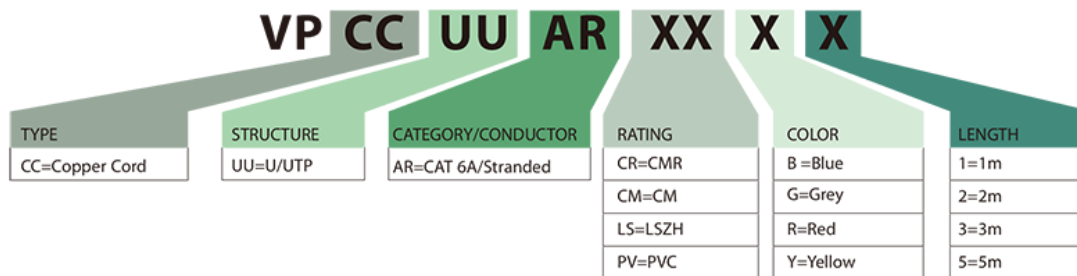 VP CC UU AR XX X X
TYPE STRUCTURE CATEGORY/CONDUCTOR RATING COLOR LENGTH
CC=Copper Cord UU=U/UTP AR=CAT 6A/Stranded CR=CMR B =Blue 1=1m
CM=CM G=Grey 2=2m
LS=LSZH R=Red 3=3m
PV=PVC Y=Yellow 5=5m